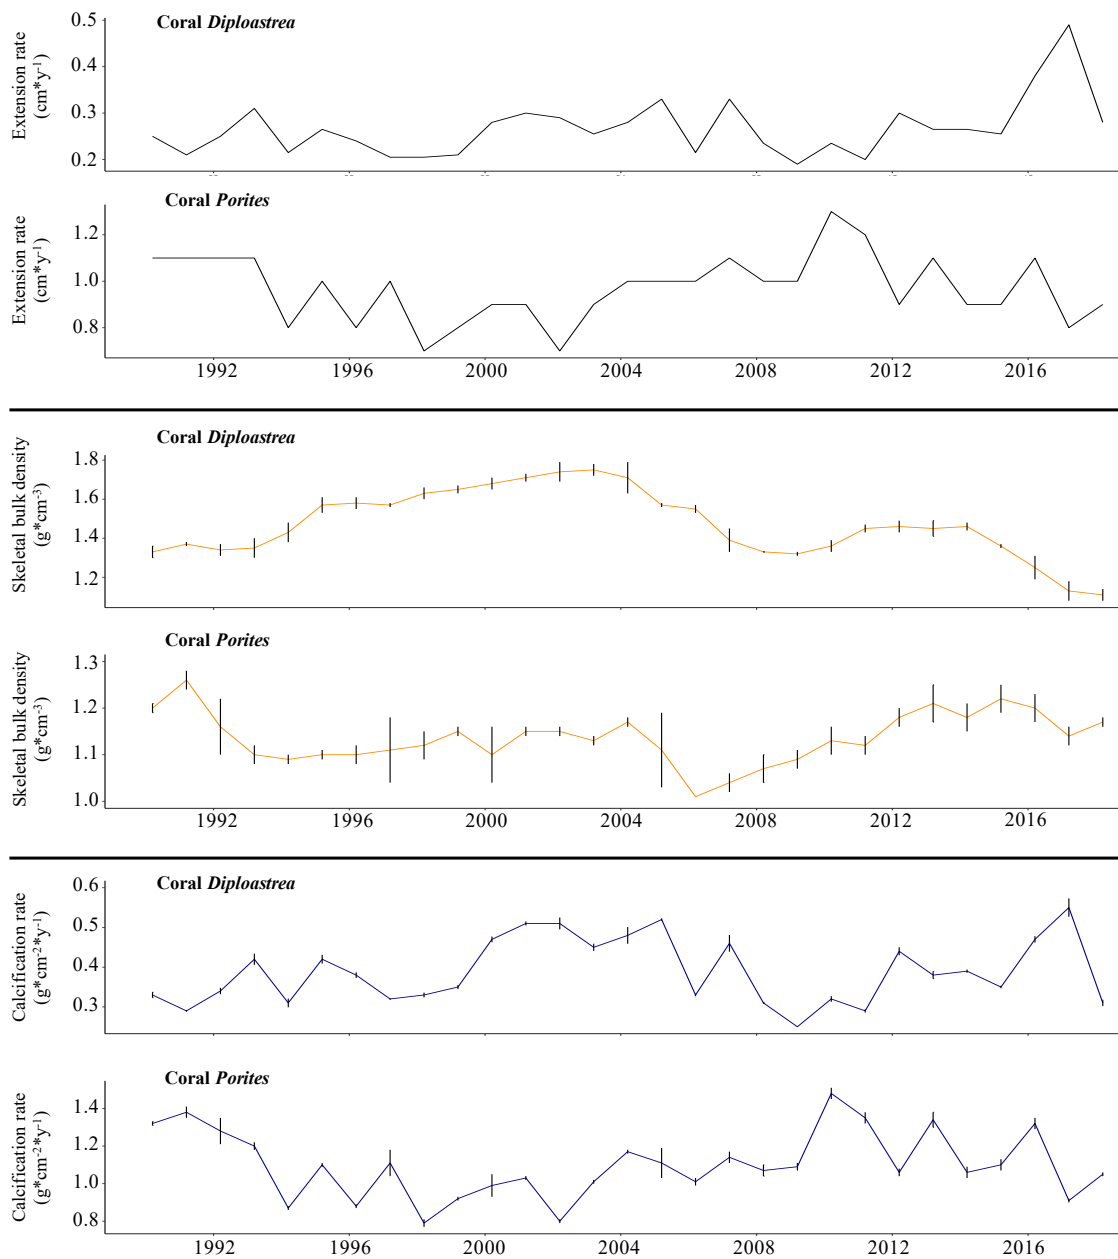 Coral Diploastrea
Extension rate
(cm*y-1)
0.5
0.4
0.3
0.2
Coral Porites
Extension rate
(cm*y-1)
1.2
1.0
0.8
1992 1996 2000 2004 2008 2012 2016
Coral Diploastrea
Skeletal bulk density
(g*cm-3)
1.8
1.6
1.4
1.2
Coral Porites
Skeletal bulk density
(g*cm-3)
1.3
1.2
1.1
1.0
1992 1996 2000 2004 2008 2012 2016
Coral Diploastrea
Calcification rate
(g*cm-2*y-1)
0.6
0.5
0.4
0.3
Coral Porites
Calcification rate
(g*cm-2*y-1)
1.4
1.2
1.0
0.8
1992 1996 2000 2004 2008 2012 2016